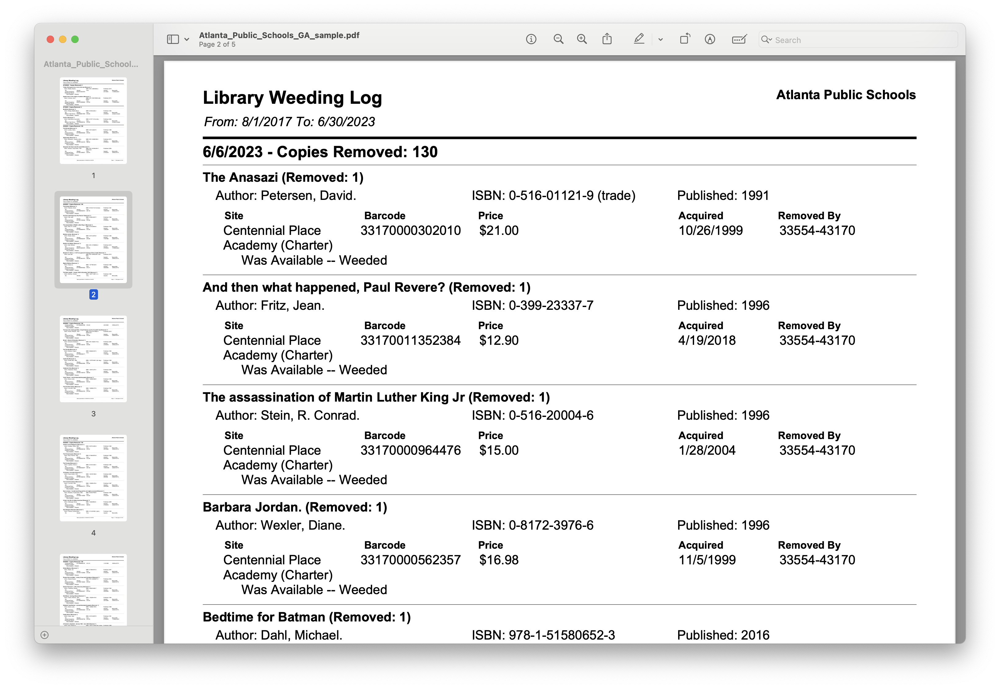 Atlanta_Public_Schools_GA_sample.pdf
Page 2 of 5
Search
Atlanta_Public_School...
1
2
3
4
Library Weeding Log
Atlanta Public Schools
From: 8/1/2017 To: 6/30/2023
6/6/2023 - Copies Removed: 130
The Anasazi (Removed: 1)
Author: Petersen, David. ISBN: 0-516-01121-9 (trade) Published: 1991
Site Barcode Price Acquired Removed By
Centennial Place 33170000302010 $21.00 10/26/1999 33554-43170
Academy (Charter)
Was Available -- Weeded
And then what happened, Paul Revere? (Removed: 1)
Author: Fritz, Jean. ISBN: 0-399-23337-7 Published: 1996
Site Barcode Price Acquired Removed By
Centennial Place 33170011352384 $12.90 4/19/2018 33554-43170
Academy (Charter)
Was Available -- Weeded
The assassination of Martin Luther King Jr (Removed: 1)
Author: Stein, R. Conrad. ISBN: 0-516-20004-6 Published: 1996
Site Barcode Price Acquired Removed By
Centennial Place 33170000964476 $15.00 1/28/2004 33554-43170
Academy (Charter)
Was Available -- Weeded
Barbara Jordan. (Removed: 1)
Author: Wexler, Diane. ISBN: 0-8172-3976-6 Published: 1996
Site Barcode Price Acquired Removed By
Centennial Place 33170000562357 $16.98 11/5/1999 33554-43170
Academy (Charter)
Was Available -- Weeded
Bedtime for Batman (Removed: 1)
Author: Dahl, Michael. ISBN: 978-1-51580652-3 Published: 2016